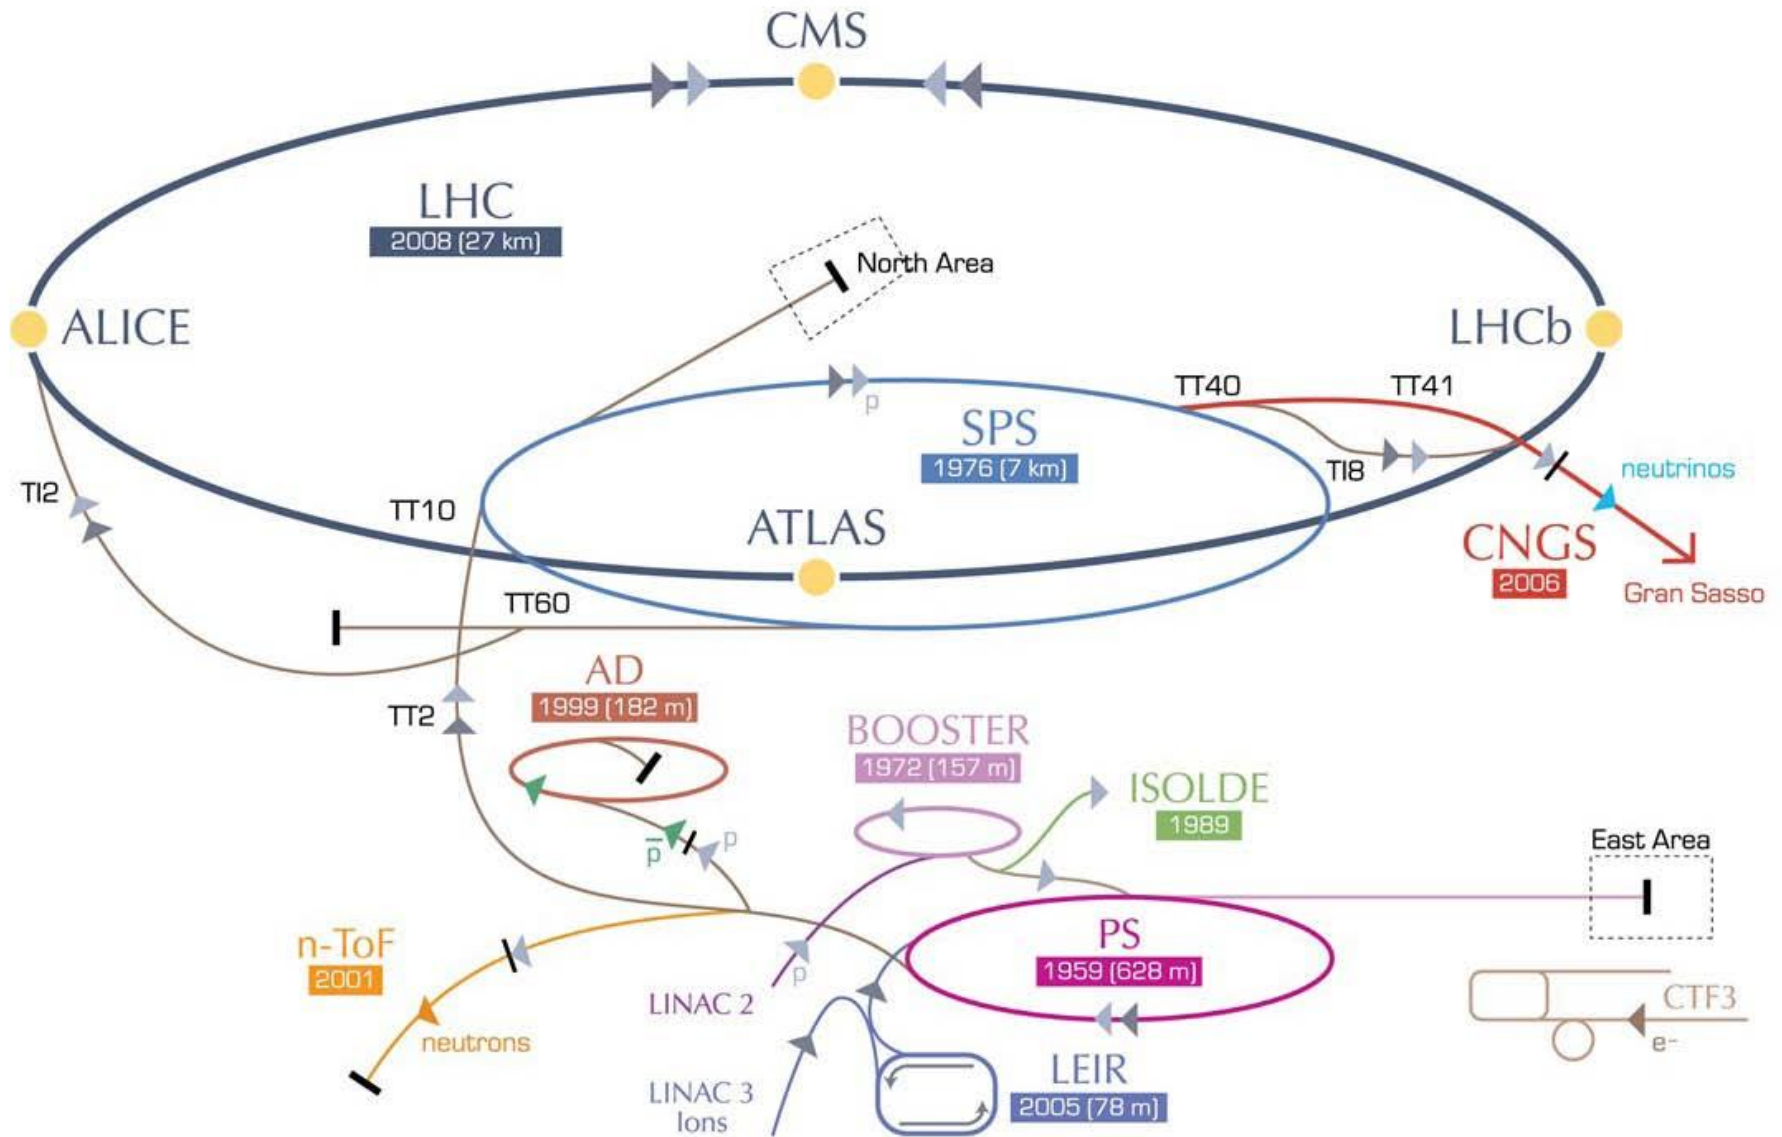 CMS
LHC
2008 (27 km)
North Area
ALICE
LHCb
TT40
TT41
p
SPS
1976 (7 km)
TI8
neutrinos
TI2
TT10
ATLAS
CNGS
2006
Gran Sasso
TT60
AD
1999 (182 m)
TT2
BOOSTER
1972 (157 m)
ISOLDE
1989
East Area
p̅
p
n-ToF
2001
PS
1959 (628 m)
p
LINAC 2
CTF3
e-
neutrons
LEIR
2005 (78 m)
LINAC 3
Ions